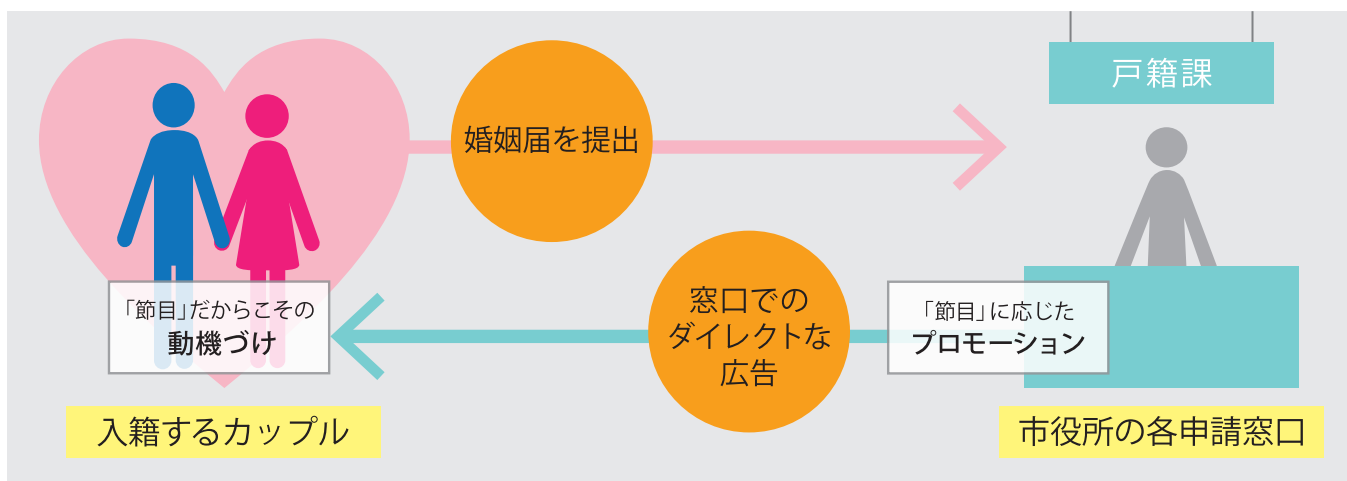 戸籍課
婚姻届を提出
窓口での
ダイレクトな
広告
「節目」だからこその
動機づけ
「節目」に応じた
プロモーション
入籍するカップル
市役所の各申請窓口